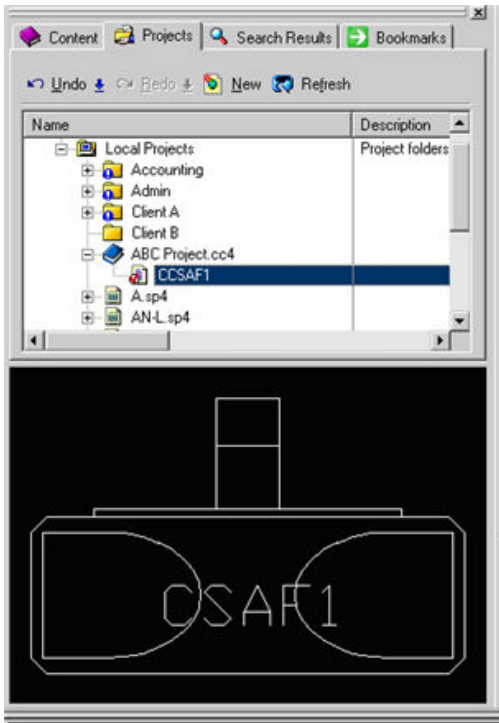 Content Projects Search Results Bookmarks
Undo Redo New Refresh
Name Description
Local Projects Project folders
Accounting
Admin
Client A
Client B
ABC Project.cc4
CCSAF1
A.sp4
AN-L.sp4
CSAF1